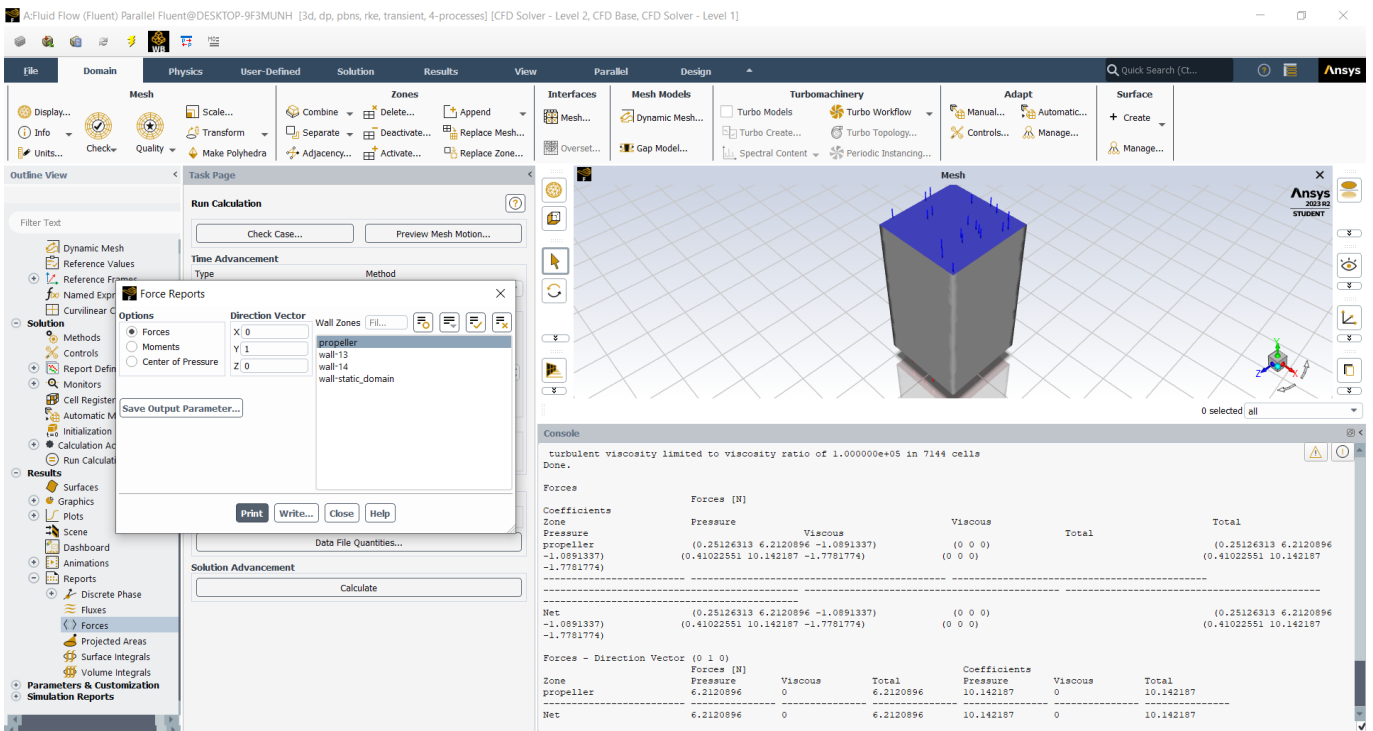 A:Fluid Flow (Fluent) Parallel Fluent@DESKTOP-9F3MUNH [3d, dp, pbns, rke, transient, 4-processes] [CFD Solver - Level 2, CFD Base, CFD Solver - Level 1]
WB
File Domain Physics User-Defined Solution Results View Parallel Design Quick Search (Ct... Ansys
Mesh Zones Interfaces Mesh Models Turbomachinery Adapt Surface
Display... Scale... Combine Delete... Append Mesh... Dynamic Mesh... Turbo Models Turbo Workflow Manual... Automatic... + Create
Info Check Quality Transform Separate Deactivate... Replace Mesh... Turbo Create... Turbo Topology... Controls... Manage...
Units... Make Polyhedra Adjacency... Activate... Replace Zone... Overset... Gap Model... Spectral Content Periodic Instancing... Manage...
Outline View <
Filter Text
Dynamic Mesh
Reference Values
Reference Frames
Named Expr
Curvilinear C
Solution
Methods
Controls
Report Defin
Monitors
Cell Register
Automatic M
Initialization
Calculation Ac
Run Calculati
Results
Surfaces
Graphics
Plots
Scene
Dashboard
Animations
Reports
Discrete Phase
Fluxes
Forces
Projected Areas
Surface Integrals
Volume Integrals
Parameters & Customization
Simulation Reports
Task Page <
Run Calculation
Check Case... Preview Mesh Motion...
Time Advancement
Type Method
Force Reports
Options Direction Vector Wall Zones Fil...
Forces X 0 propeller
Moments Y 1 wall-13
Center of Pressure Z 0 wall-14
wall-static_domain
Save Output Parameter...
Print Write... Close Help
Data File Quantities...
Solution Advancement
Calculate
Mesh
Ansys
2023 R2
STUDENT
Y
Z X
0 selected all
Console
turbulent viscosity limited to viscosity ratio of 1.000000e+05 in 7144 cells
Done.
Forces
Forces [N]
Coefficients
Zone Pressure Viscous Total
Pressure Viscous Total
propeller (0.25126313 6.2120896 -1.0891337) (0 0 0) (0.25126313 6.2120896
-1.0891337) (0.41022551 10.142187 -1.7781774) (0 0 0) (0.41022551 10.142187
-1.7781774)
Net (0.25126313 6.2120896 -1.0891337) (0 0 0) (0.25126313 6.2120896
-1.0891337) (0.41022551 10.142187 -1.7781774) (0 0 0) (0.41022551 10.142187
-1.7781774)
Forces - Direction Vector (0 1 0)
Forces [N] Coefficients
Zone Pressure Viscous Total Pressure Viscous Total
propeller 6.2120896 0 6.2120896 10.142187 0 10.142187
Net 6.2120896 0 6.2120896 10.142187 0 10.142187